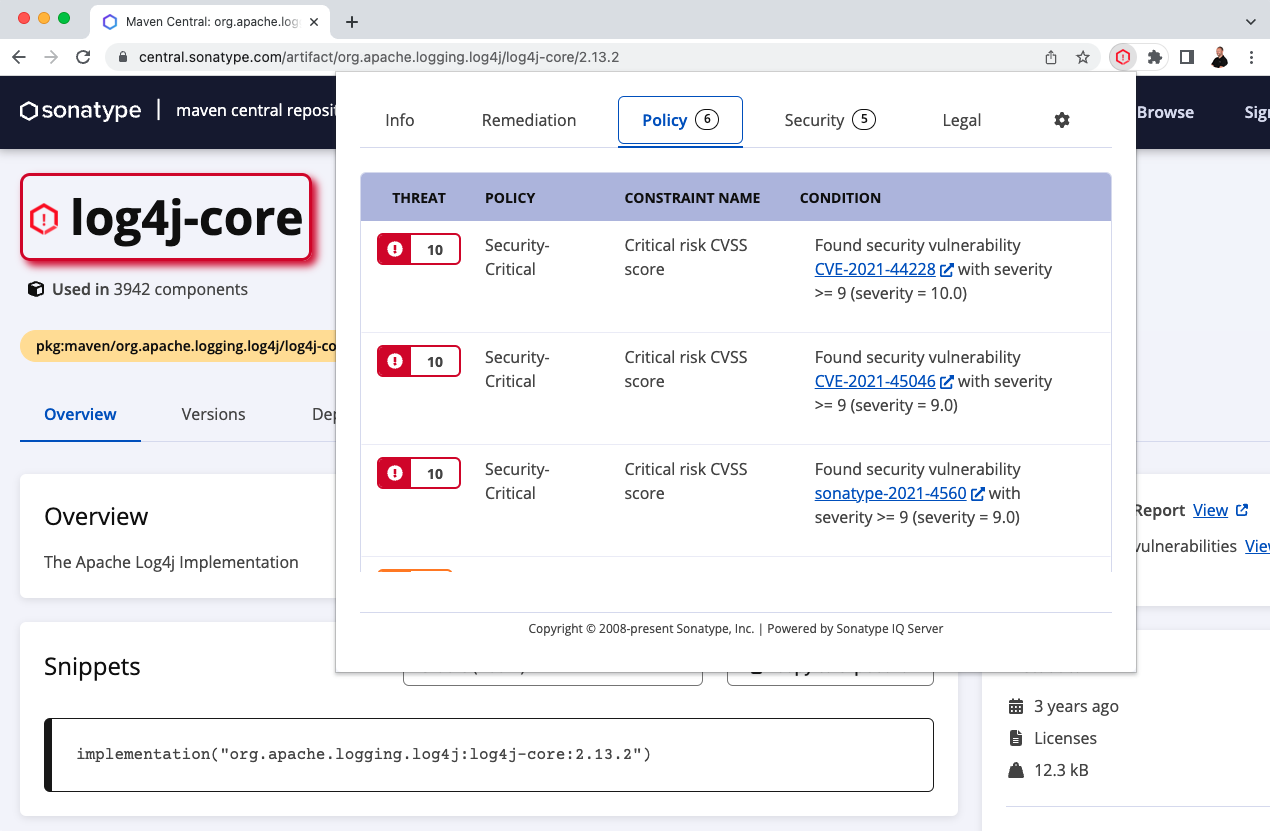 Maven Central: org.apache.log
central.sonatype.com/artifact/org.apache.logging.log4j/log4j-core/2.13.2
sonatype | maven central reposit
Browse
Sig
Info
Remediation
Policy 6
Security 5
Legal
log4j-core
Used in 3942 components
pkg:maven/org.apache.logging.log4j/log4j-co
Overview
Versions
Dep
THREAT POLICY CONSTRAINT NAME CONDITION
10
Security-
Critical
Critical risk CVSS
score
Found security vulnerability
CVE-2021-44228 with severity
>= 9 (severity = 10.0)
10
Security-
Critical
Critical risk CVSS
score
Found security vulnerability
CVE-2021-45046 with severity
>= 9 (severity = 9.0)
10
Security-
Critical
Critical risk CVSS
score
Found security vulnerability
sonatype-2021-4560 with
severity >= 9 (severity = 9.0)
Copyright © 2008-present Sonatype, Inc. | Powered by Sonatype IQ Server
Overview
The Apache Log4j Implementation
Report View
vulnerabilities View
Snippets
implementation("org.apache.logging.log4j:log4j-core:2.13.2")
3 years ago
Licenses
12.3 kB